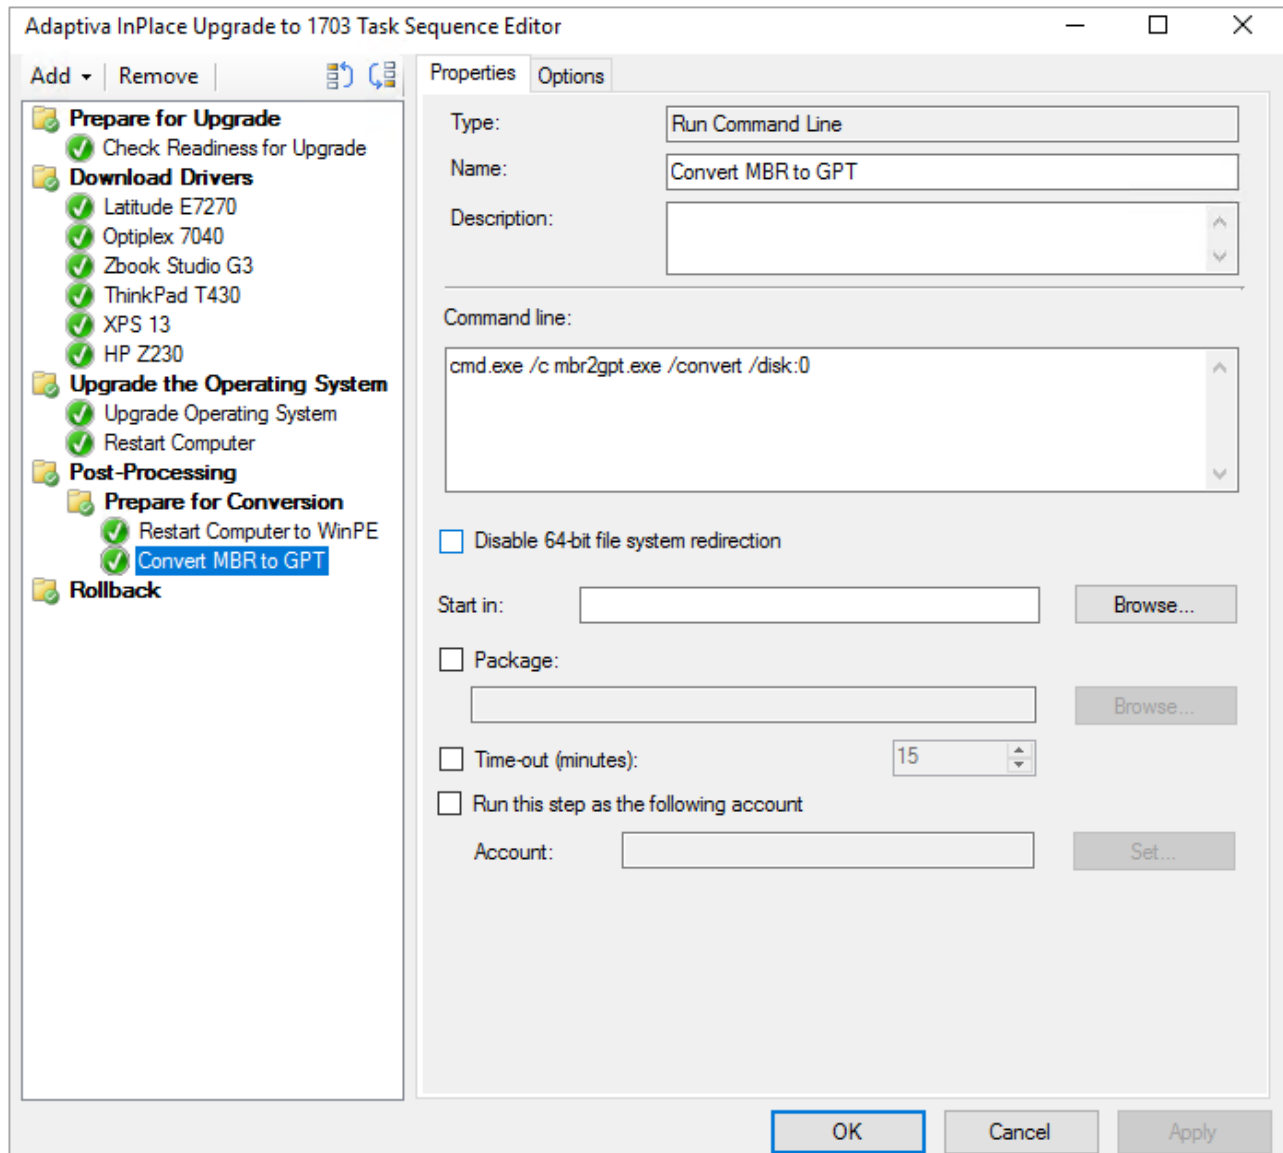 Adaptiva InPlace Upgrade to 1703 Task Sequence Editor
Add Remove
Prepare for Upgrade
Check Readiness for Upgrade
Download Drivers
Latitude E7270
Optiplex 7040
Zbook Studio G3
ThinkPad T430
XPS 13
HP Z230
Upgrade the Operating System
Upgrade Operating System
Restart Computer
Post-Processing
Prepare for Conversion
Restart Computer to WinPE
Convert MBR to GPT
Rollback
Properties Options
Type: Run Command Line
Name: Convert MBR to GPT
Description:
Command line:
cmd.exe /c mbr2gpt.exe /convert /disk:0
Disable 64-bit file system redirection
Start in: Browse...
Package:
Browse...
Time-out (minutes): 15
Run this step as the following account
Account: Set...
OK Cancel Apply